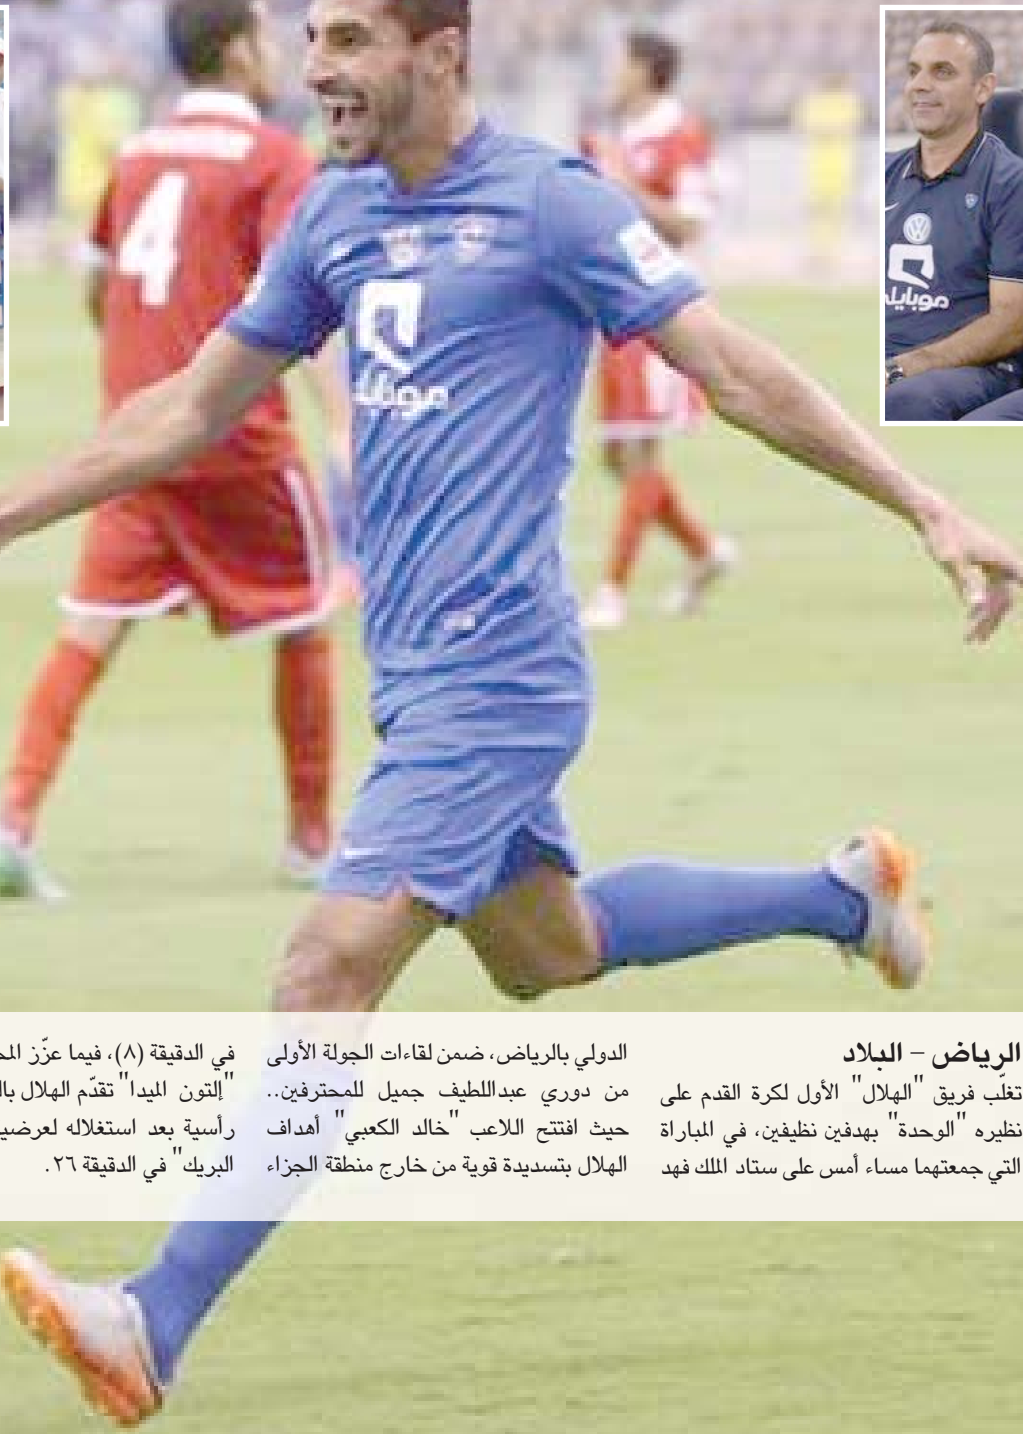 4
موبايلي
موبايلي
الرياض – البلاد
تغلّب فريق "الهلال" الأول لكرة القدم على
نظيره "الوحدة" بهدفين نظيفين، في المباراة
التي جمعتهما مساء أمس على ستاد الملك فهد
الدولي بالرياض، ضمن لقاءات الجولة الأولى
من دوري عبداللطيف جميل للمحترفين..
حيث افتتح اللاعب "خالد الكعبي" أهداف
الهلال بتسديدة قوية من خارج منطقة الجزاء
في الدقيقة (٨)، فيما عزّز
"إلتون الميدا" تقدّم الهلال
رأسية بعد استغلاله
البريك" في الدقيقة ٢٦.